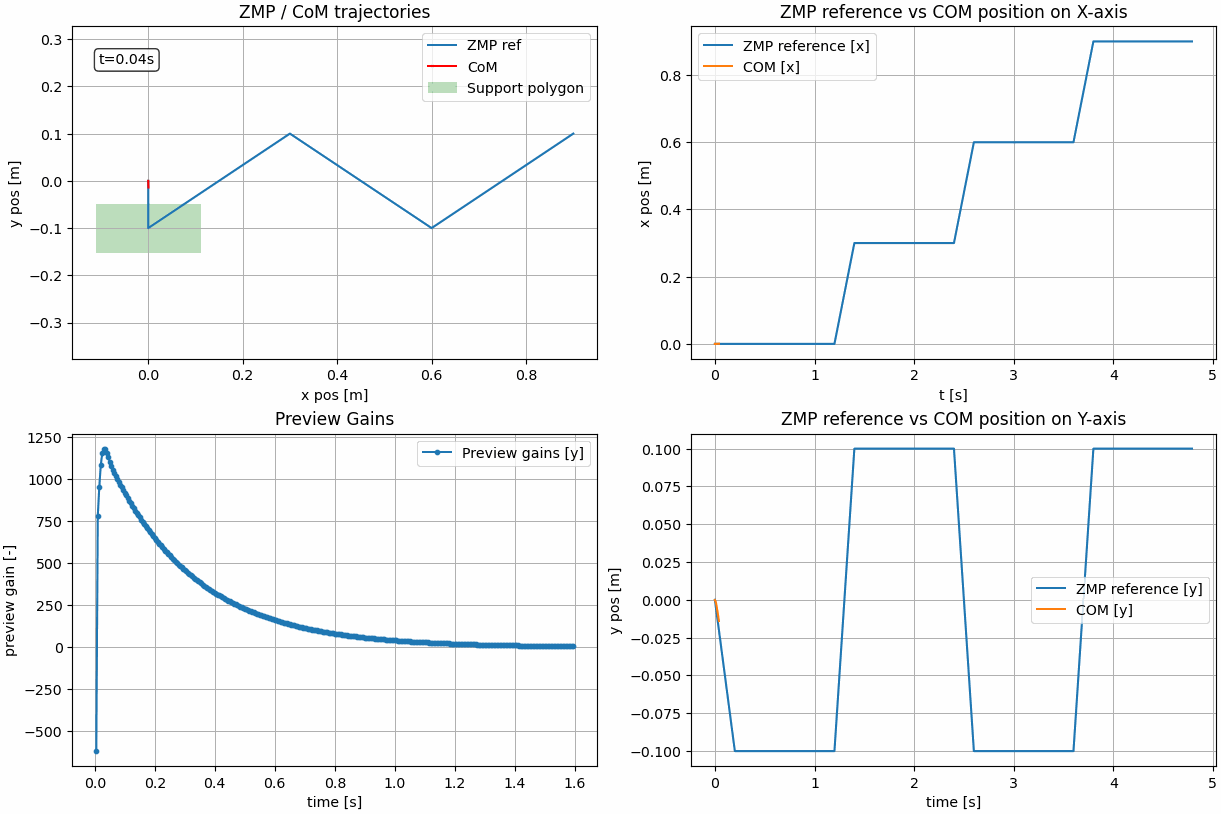 ZMP / CoM trajectories
t=0.04s
ZMP ref
CoM
Support polygon
0.3
0.2
0.1
0.0
−0.1
−0.2
−0.3
y pos [m]
0.0 0.2 0.4 0.6 0.8
x pos [m]
ZMP reference vs COM position on X-axis
ZMP reference [x]
COM [x]
0.8
0.6
0.4
0.2
0.0
x pos [m]
0 1 2 3 4 5
t [s]
Preview Gains
Preview gains [y]
1250
1000
750
500
250
0
−250
−500
preview gain [-]
0.0 0.2 0.4 0.6 0.8 1.0 1.2 1.4 1.6
time [s]
ZMP reference vs COM position on Y-axis
ZMP reference [y]
COM [y]
0.100
0.075
0.050
0.025
0.000
−0.025
−0.050
−0.075
−0.100
y pos [m]
0 1 2 3 4 5
time [s]